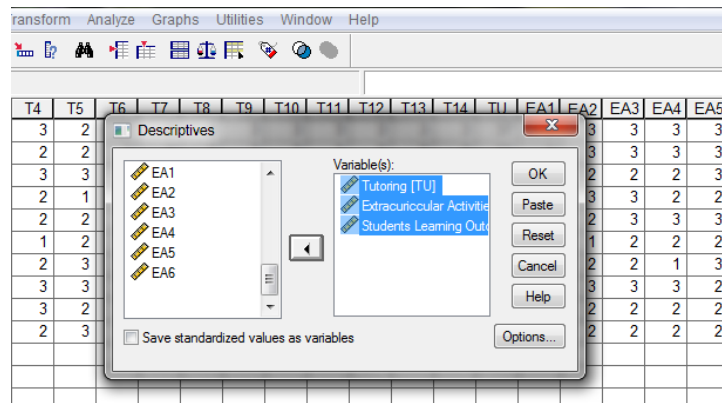 ransform Analyze Graphs Utilities Window Help
T4 T5 T6 T7 T8 T9 T10 T11 T12 T13 T14 TU EA1 EA2 EA3 EA4 EA5
3 2 3 3 3 3
2 2 3 3 3 3
3 3 2 2 2 3
2 1 3 3 2 2
2 2 2 3 3 3
1 2 1 2 2 2
2 3 2 2 1 3
3 3 3 3 3 2
3 2 2 2 2 2
2 3 2 2 2 2
Descriptives
EA1
EA2
EA3
EA4
EA5
EA6
Variable(s):
Tutoring [TU]
Extracuriccular Activitie
Students Learning Outc
OK
Paste
Reset
Cancel
Help
Save standardized values as variables
Options...